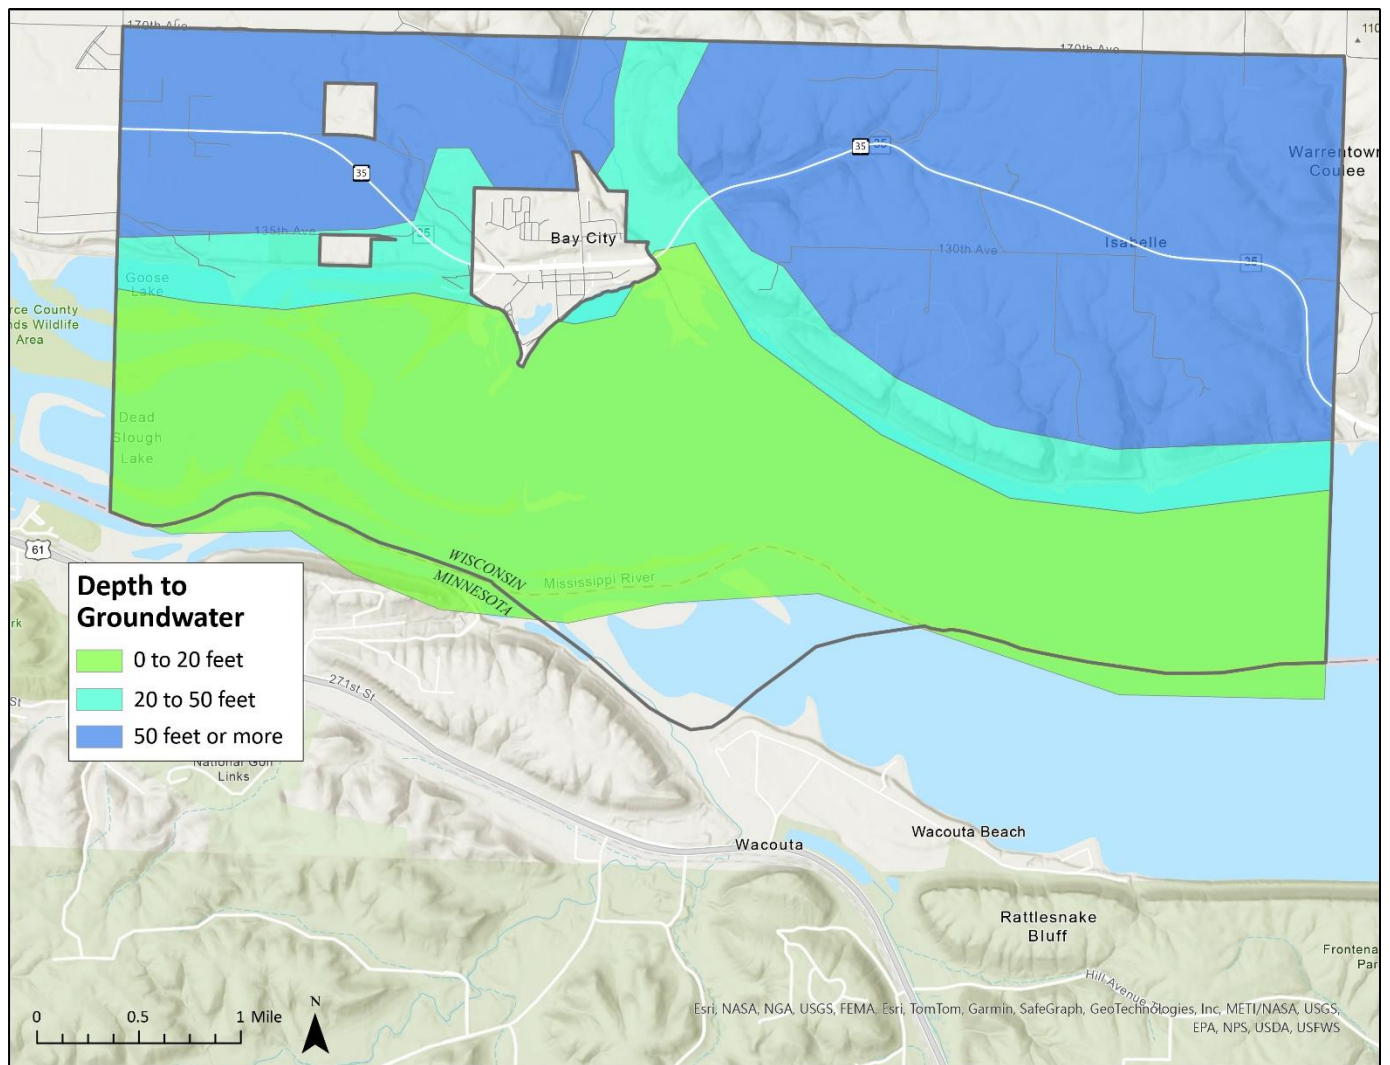 170th Ave
170th Ave
110
35
35
35
Warrentown
Coulee
135th Ave
35
Bay City
130th Ave
Isabelle
35
Goose
Lake
rce County
nds Wildlife
Area
Dead
Slough
Lake
61
WISCONSIN
MINNESOTA
Mississippi River
Depth to
Groundwater
0 to 20 feet
20 to 50 feet
50 feet or more
rk
St
271st St
National Golf
Links
Wacouta
Wacouta Beach
Rattlesnake
Bluff
Frontena
Par
Hill Avenue
0 0.5 1 Mile
N
Esri, NASA, NGA, USGS, FEMA, Esri, TomTom, Garmin, SafeGraph, GeoTechnologies, Inc, METI/NASA, USGS,
EPA, NPS, USDA, USFWS